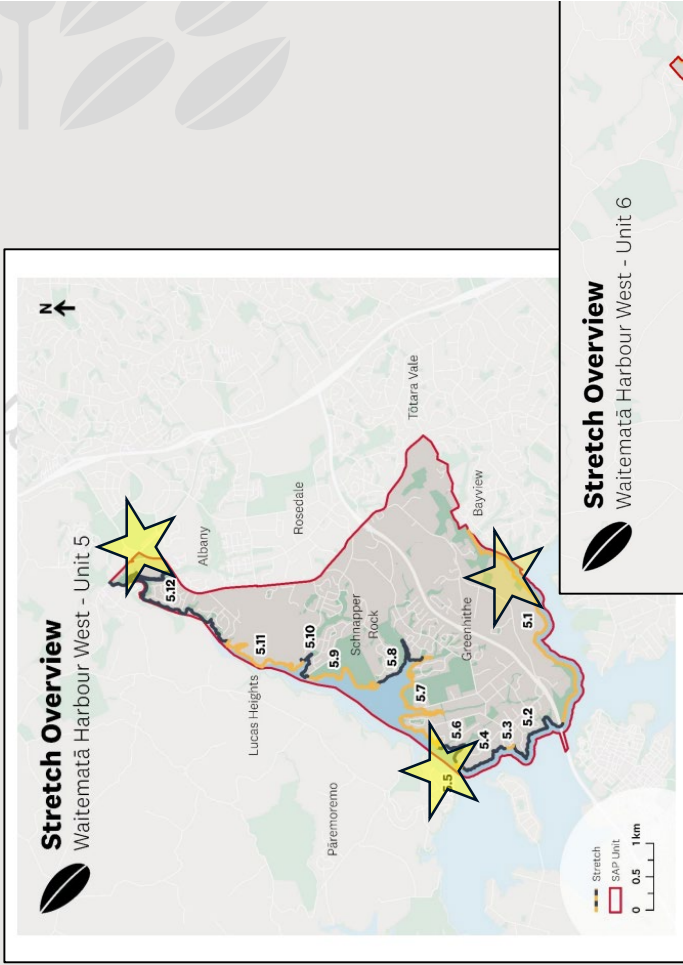 Stretch Overview
Waitematā Harbour West - Unit 5
N
5.12
Albany
Rosedale
Tōtara Vale
Lucas Heights
5.11
5.10
5.9
Schnapper
Rock
5.8
Bayview
Greenhithe
5.7
5.1
Pāremoremo
5.6
5.5
5.4
5.3
5.2
Stretch
SAP Unit
0 0.5 1 km
Stretch Overview
Waitematā Harbour West - Unit 6